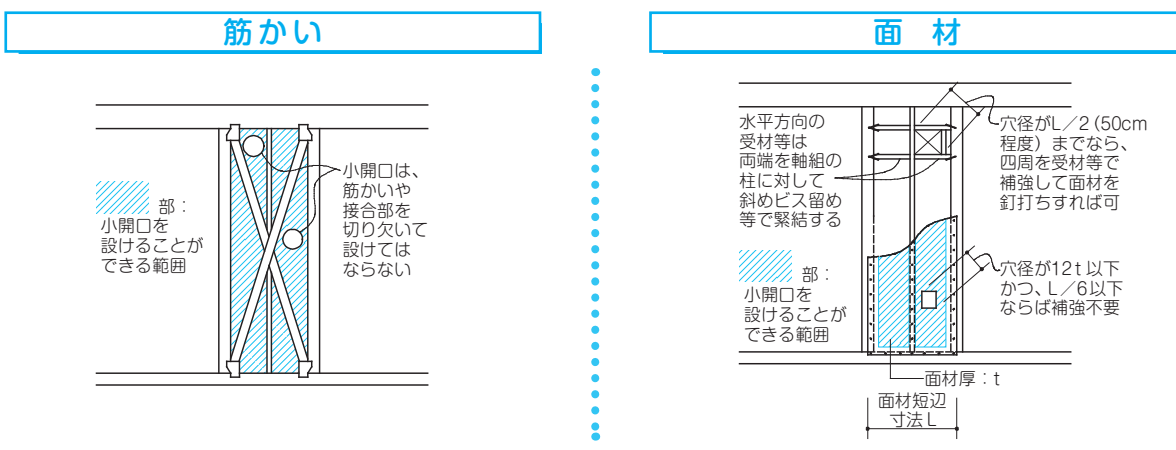 筋かい
部：
小開口を
設けることが
できる範囲
小開口は、
筋かいや
接合部を
切り欠いて
設けては
ならない
面 材
水平方向の
受材等は
両端を軸組の
柱に対して
斜めビス留め
等で緊結する
部：
小開口を
設けることが
できる範囲
穴径がL／2（50cm
程度）までなら、
四周を受材等で
補強して面材を
釘打ちすれば可
穴径が12t 以下
かつ、L／6以下
ならば補強不要
面材厚：t
面材短辺
寸法L